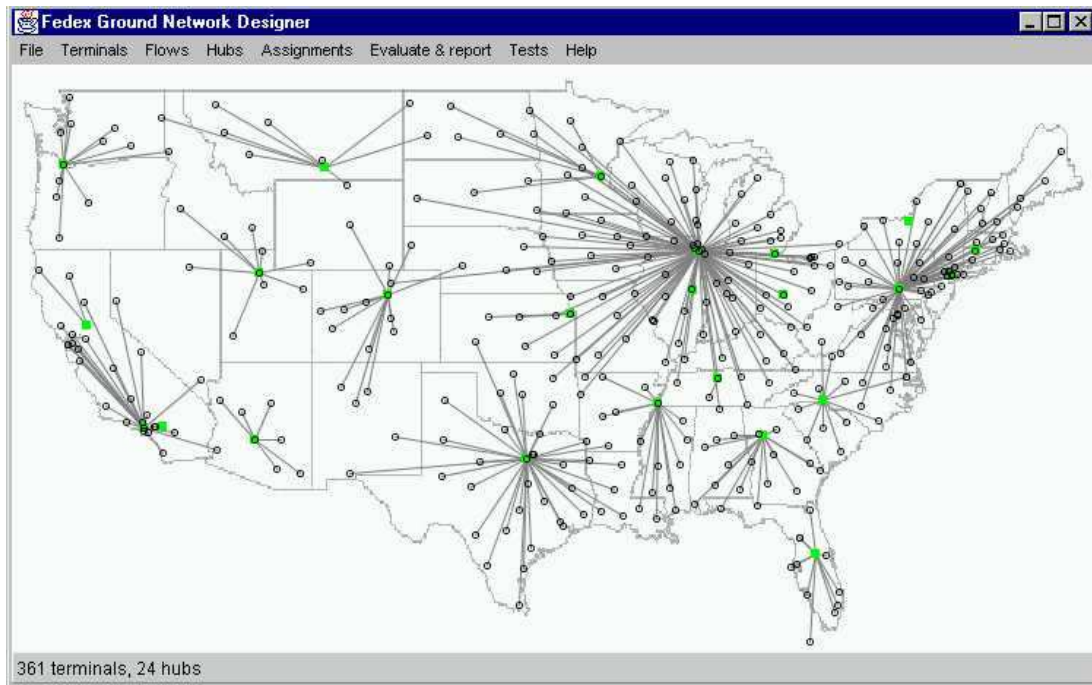 Fedex Ground Network Designer
File Terminals Flows Hubs Assignments Evaluate & report Tests Help
361 terminals, 24 hubs